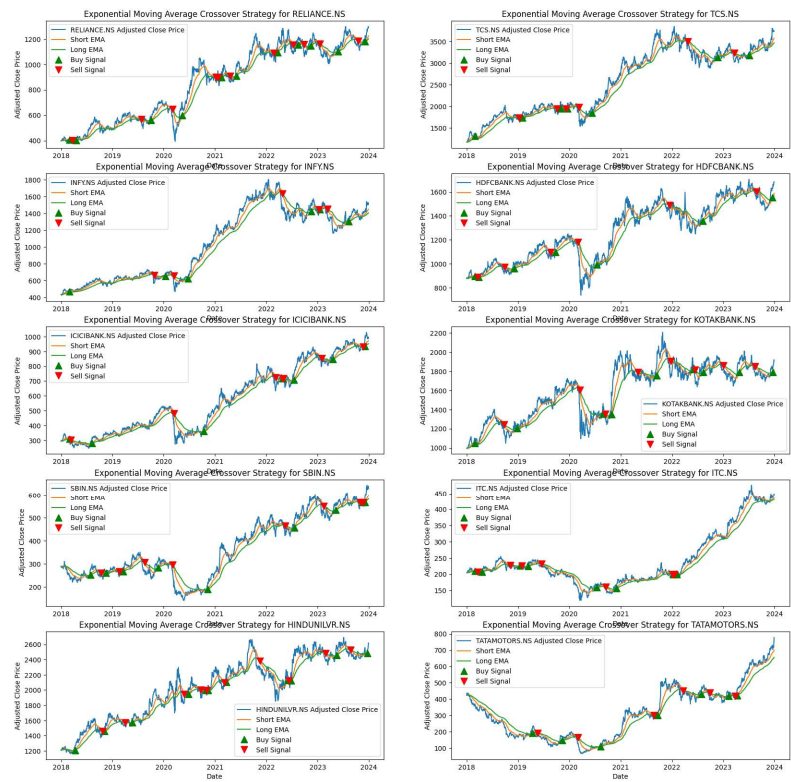 Exponential Moving Average Crossover Strategy for RELIANCE.NS
Adjusted Close Price
1200
1000
800
600
400
RELIANCE.NS Adjusted Close Price
Short EMA
Long EMA
Buy Signal
Sell Signal
2018 2019 2020 2021 2022 2023 2024
Date
Exponential Moving Average Crossover Strategy for TCS.NS
Adjusted Close Price
3500
3000
2500
2000
1500
TCS.NS Adjusted Close Price
Short EMA
Long EMA
Buy Signal
Sell Signal
2018 2019 2020 2021 2022 2023 2024
Date
Exponential Moving Average Crossover Strategy for INFY.NS
Adjusted Close Price
1800
1600
1400
1200
1000
800
600
400
INFY.NS Adjusted Close Price
Short EMA
Long EMA
Buy Signal
Sell Signal
2018 2019 2020 2021 2022 2023 2024
Date
Exponential Moving Average Crossover Strategy for HDFCBANK.NS
Adjusted Close Price
1600
1400
1200
1000
800
HDFCBANK.NS Adjusted Close Price
Short EMA
Long EMA
Buy Signal
Sell Signal
2018 2019 2020 2021 2022 2023 2024
Date
Exponential Moving Average Crossover Strategy for ICICIBANK.NS
Adjusted Close Price
1000
900
800
700
600
500
400
300
ICICIBANK.NS Adjusted Close Price
Short EMA
Long EMA
Buy Signal
Sell Signal
2018 2019 2020 2021 2022 2023 2024
Date
Exponential Moving Average Crossover Strategy for KOTAKBANK.NS
Adjusted Close Price
2200
2000
1800
1600
1400
1200
1000
KOTAKBANK.NS Adjusted Close Price
Short EMA
Long EMA
Buy Signal
Sell Signal
2018 2019 2020 2021 2022 2023 2024
Date
Exponential Moving Average Crossover Strategy for SBIN.NS
Adjusted Close Price
600
500
400
300
200
SBIN.NS Adjusted Close Price
Short EMA
Long EMA
Buy Signal
Sell Signal
2018 2019 2020 2021 2022 2023 2024
Date
Exponential Moving Average Crossover Strategy for ITC.NS
Adjusted Close Price
450
400
350
300
250
200
150
ITC.NS Adjusted Close Price
Short EMA
Long EMA
Buy Signal
Sell Signal
2018 2019 2020 2021 2022 2023 2024
Date
Exponential Moving Average Crossover Strategy for HINDUNILVR.NS
Adjusted Close Price
2600
2400
2200
2000
1800
1600
1400
1200
HINDUNILVR.NS Adjusted Close Price
Short EMA
Long EMA
Buy Signal
Sell Signal
2018 2019 2020 2021 2022 2023 2024
Date
Exponential Moving Average Crossover Strategy for TATAMOTORS.NS
Adjusted Close Price
800
700
600
500
400
300
200
100
TATAMOTORS.NS Adjusted Close Price
Short EMA
Long EMA
Buy Signal
Sell Signal
2018 2019 2020 2021 2022 2023 2024
Date